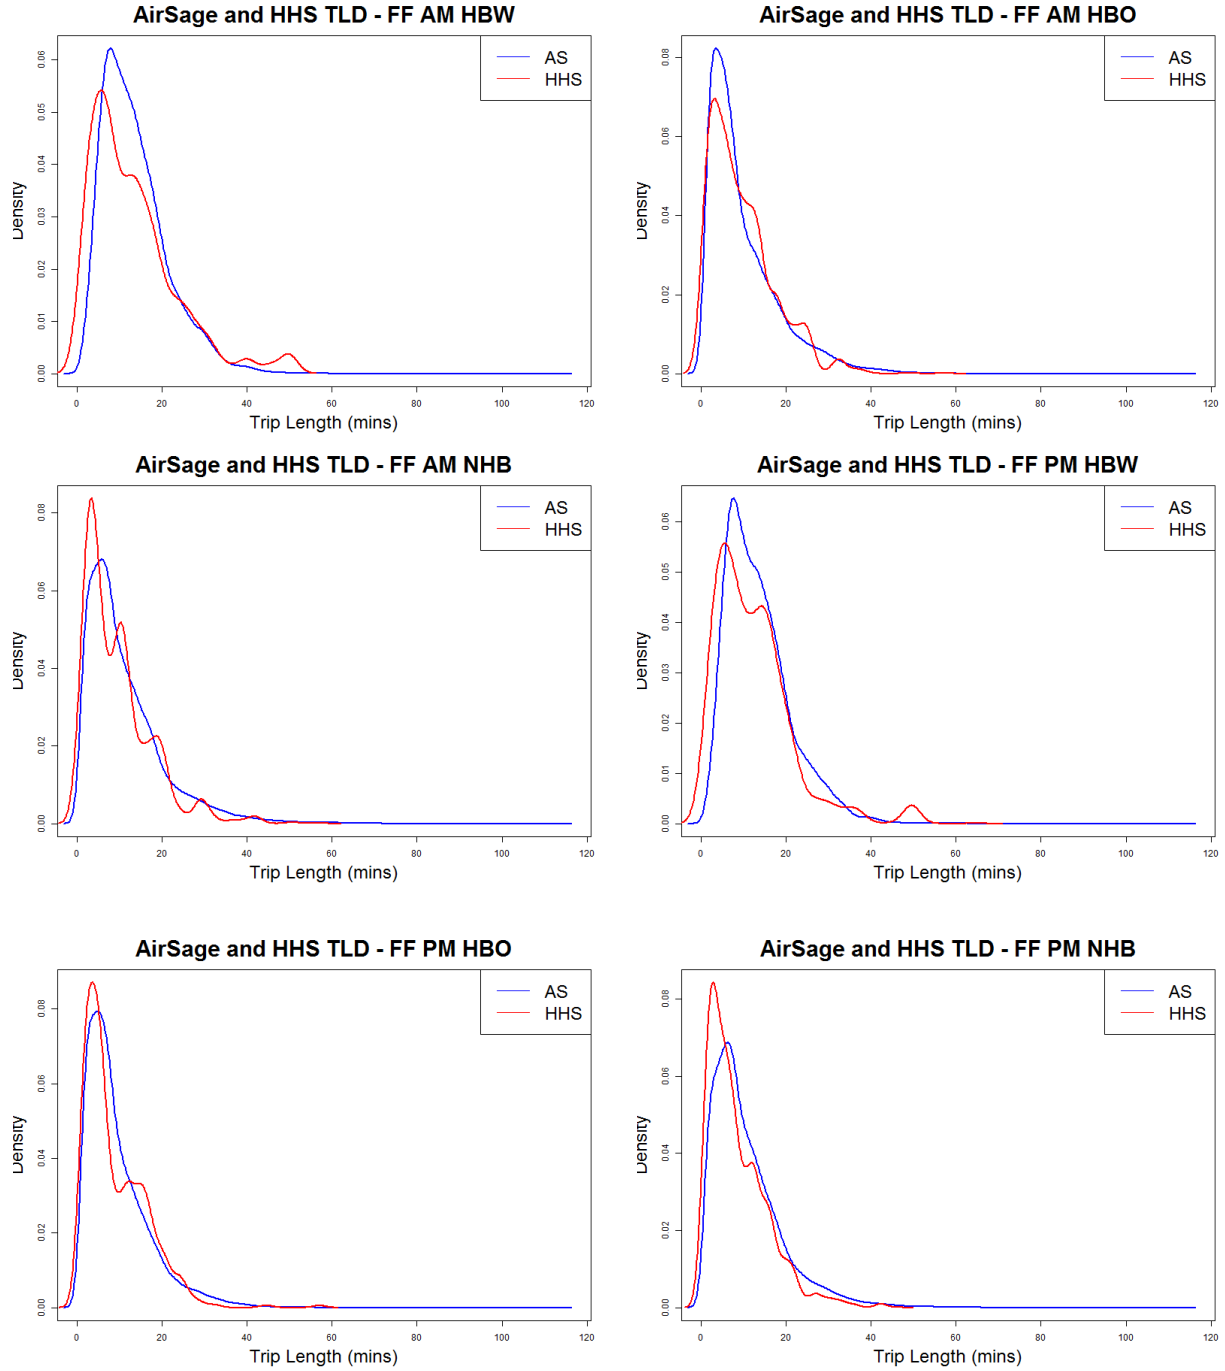 AirSage and HHS TLD - FF AM HBW
AS
HHS
Density
0.00 0.01 0.02 0.03 0.04 0.05 0.06
0 20 40 60 80 100 120
Trip Length (mins)
AirSage and HHS TLD - FF AM HBO
AS
HHS
Density
0.00 0.02 0.04 0.06 0.08
0 20 40 60 80 100 120
Trip Length (mins)
AirSage and HHS TLD - FF AM NHB
AS
HHS
Density
0.00 0.02 0.04 0.06 0.08
0 20 40 60 80 100 120
Trip Length (mins)
AirSage and HHS TLD - FF PM HBW
AS
HHS
Density
0.00 0.01 0.02 0.03 0.04 0.05 0.06
0 20 40 60 80 100 120
Trip Length (mins)
AirSage and HHS TLD - FF PM HBO
AS
HHS
Density
0.00 0.02 0.04 0.06 0.08
0 20 40 60 80 100 120
Trip Length (mins)
AirSage and HHS TLD - FF PM NHB
AS
HHS
Density
0.00 0.02 0.04 0.06 0.08
0 20 40 60 80 100 120
Trip Length (mins)